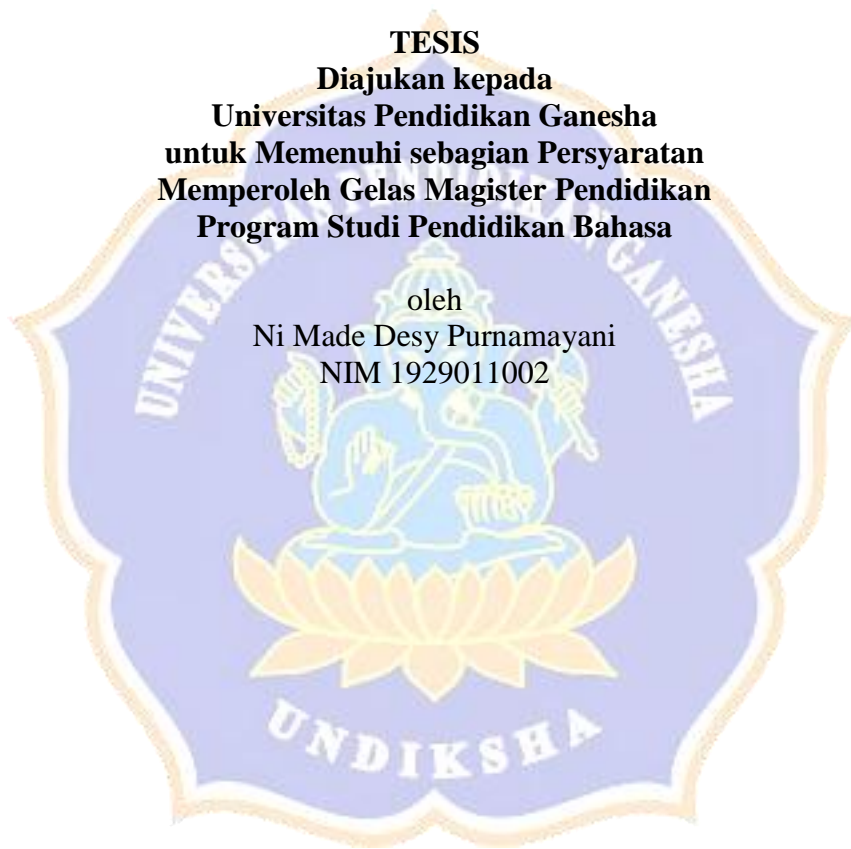 TESIS
Diajukan kepada
Universitas Pendidikan Ganesha
untuk Memenuhi sebagian Persyaratan
Memperoleh Gelas Magister Pendidikan
Program Studi Pendidikan Bahasa
oleh
Ni Made Desy Purnamayani
NIM 1929011002
UNIVERSITAS PENDIDIKAN GANESHA
UNDIKSHA